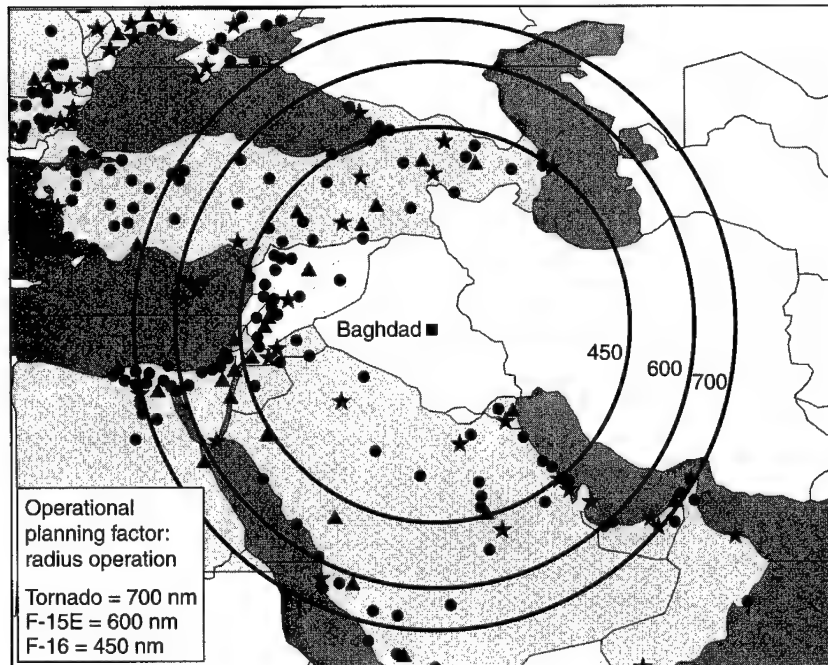 Baghdad
450
600
700
Operational
planning factor:
radius operation
Tornado = 700 nm
F-15E = 600 nm
F-16 = 450 nm